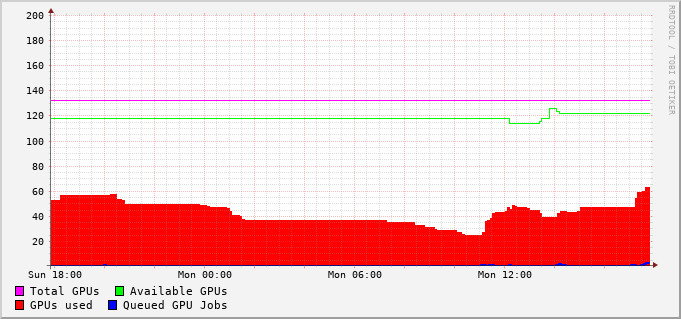 RRDTOOL / TOBI OETIKER
200
180
160
140
120
100
80
60
40
20
Sun 18:00 Mon 00:00 Mon 06:00 Mon 12:00
Total GPUs Available GPUs
GPUs used Queued GPU Jobs